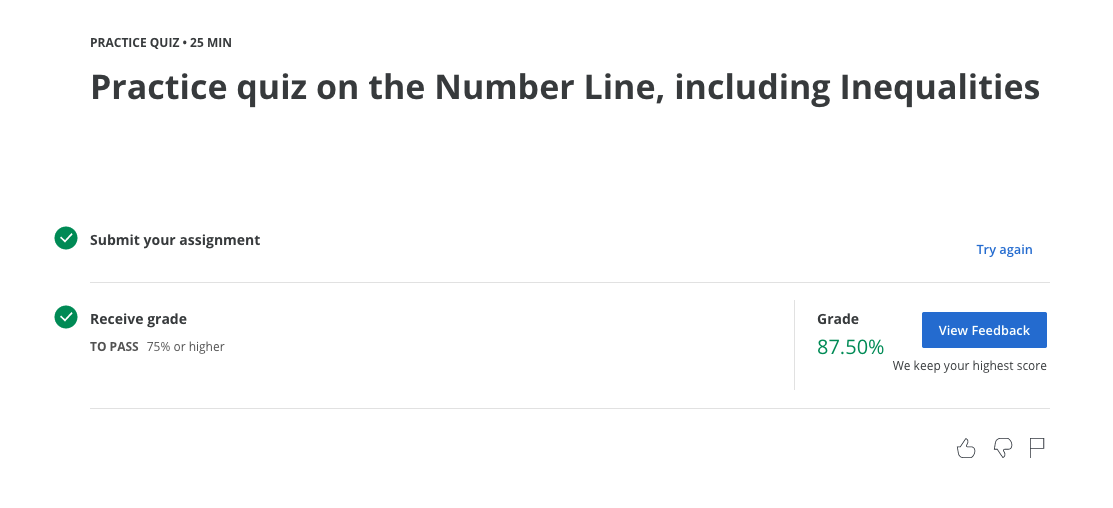 PRACTICE QUIZ • 25 MIN
Practice quiz on the Number Line, including Inequalities
Submit your assignment
Try again
Receive grade
TO PASS 75% or higher
Grade
87.50%
View Feedback
We keep your highest score